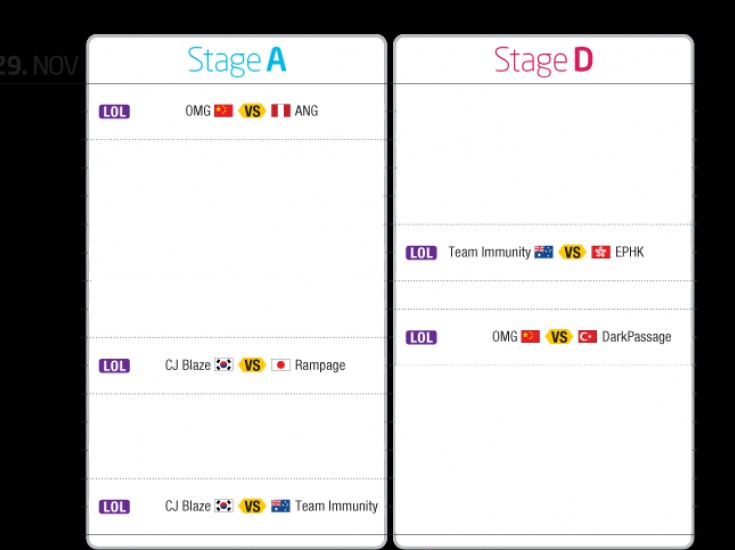 29. NOV
Stage A
LOL OMG VS ANG
LOL CJ Blaze VS Rampage
LOL CJ Blaze VS Team Immunity
Stage D
LOL Team Immunity VS EPHK
LOL OMG VS DarkPassage